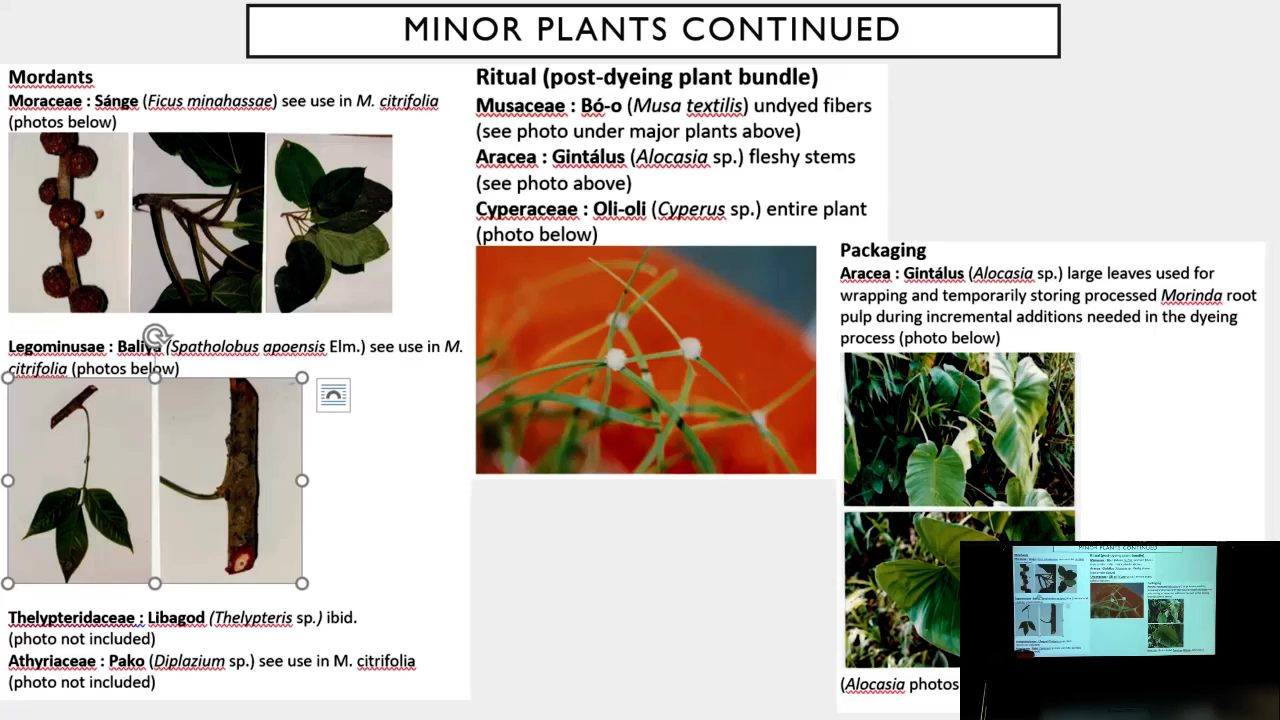 MINOR PLANTS CONTINUED
Mordants
Moraceae : Sánge (Ficus minahassae) see use in M. citrifolia
(photos below)
Legominusae : (Spatholobus apoensis Elm.) see use in M.
citrifolia (photos below)
Thelypteridaceae : Libagod (Thelypteris sp.) ibid.
(photo not included)
Athyriaceae : Pako (Diplazium sp.) see use in M. citrifolia
(photo not included)
Ritual (post-dyeing plant bundle)
Musaceae : Bó-o (Musa textilis) undyed fibers
(see photo under major plants above)
Aracea : Gintálus (Alocasia sp.) fleshy stems
(see photo above)
Cyperaceae : Oli-oli (Cyperus sp.) entire plant
(photo below)
Packaging
Aracea : Gintálus (Alocasia sp.) large leaves used for
wrapping and temporarily storing processed Morinda root
pulp during incremental additions needed in the dyeing
process (photo below)
(Alocasia photos
MINOR PLANTS CONTINUED